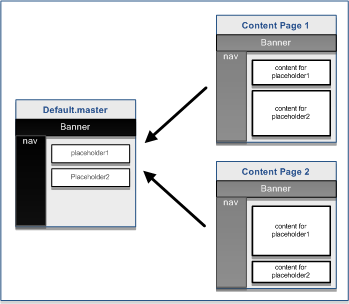 Content Page 1
Banner
nav
content for
placeholder1
content for
placeholder2
Default.master
Banner
nav
placeholder1
Placeholder2
Content Page 2
Banner
nav
content for
placeholder1
content for
placeholder2